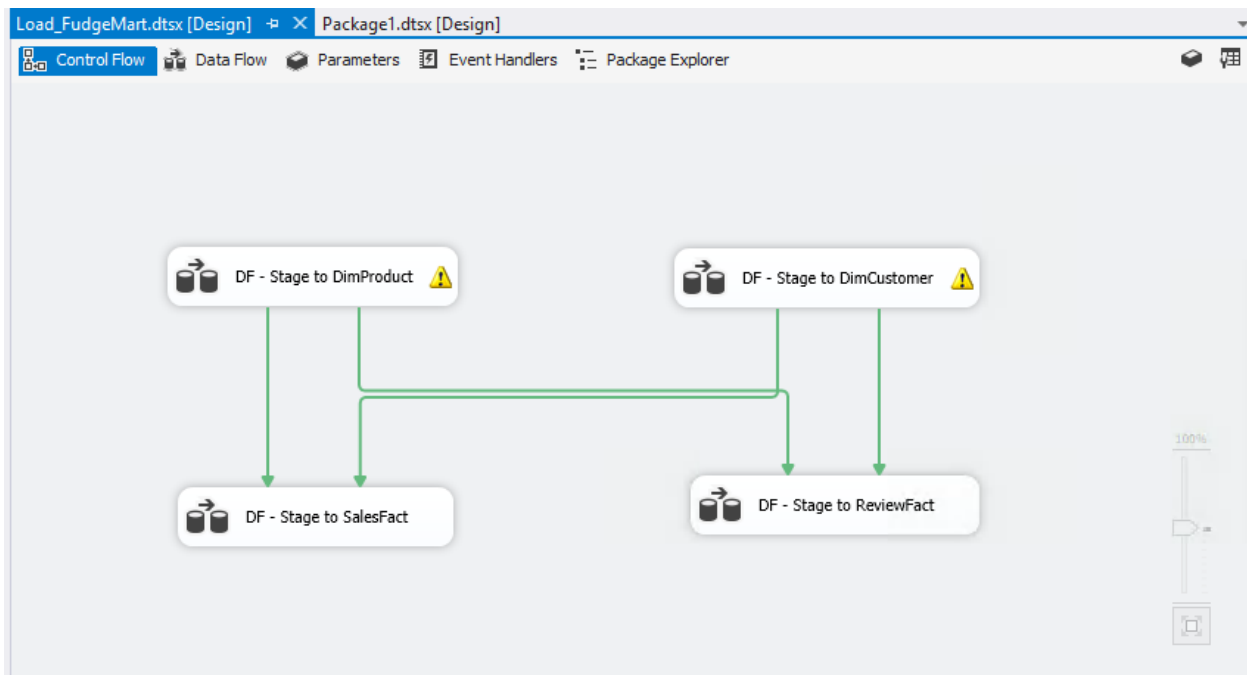 Load_FudgeMart.dtsx [Design] Package1.dtsx [Design]
Control Flow Data Flow Parameters Event Handlers Package Explorer
DF - Stage to DimProduct DF - Stage to DimCustomer
100%
DF - Stage to SalesFact DF - Stage to ReviewFact